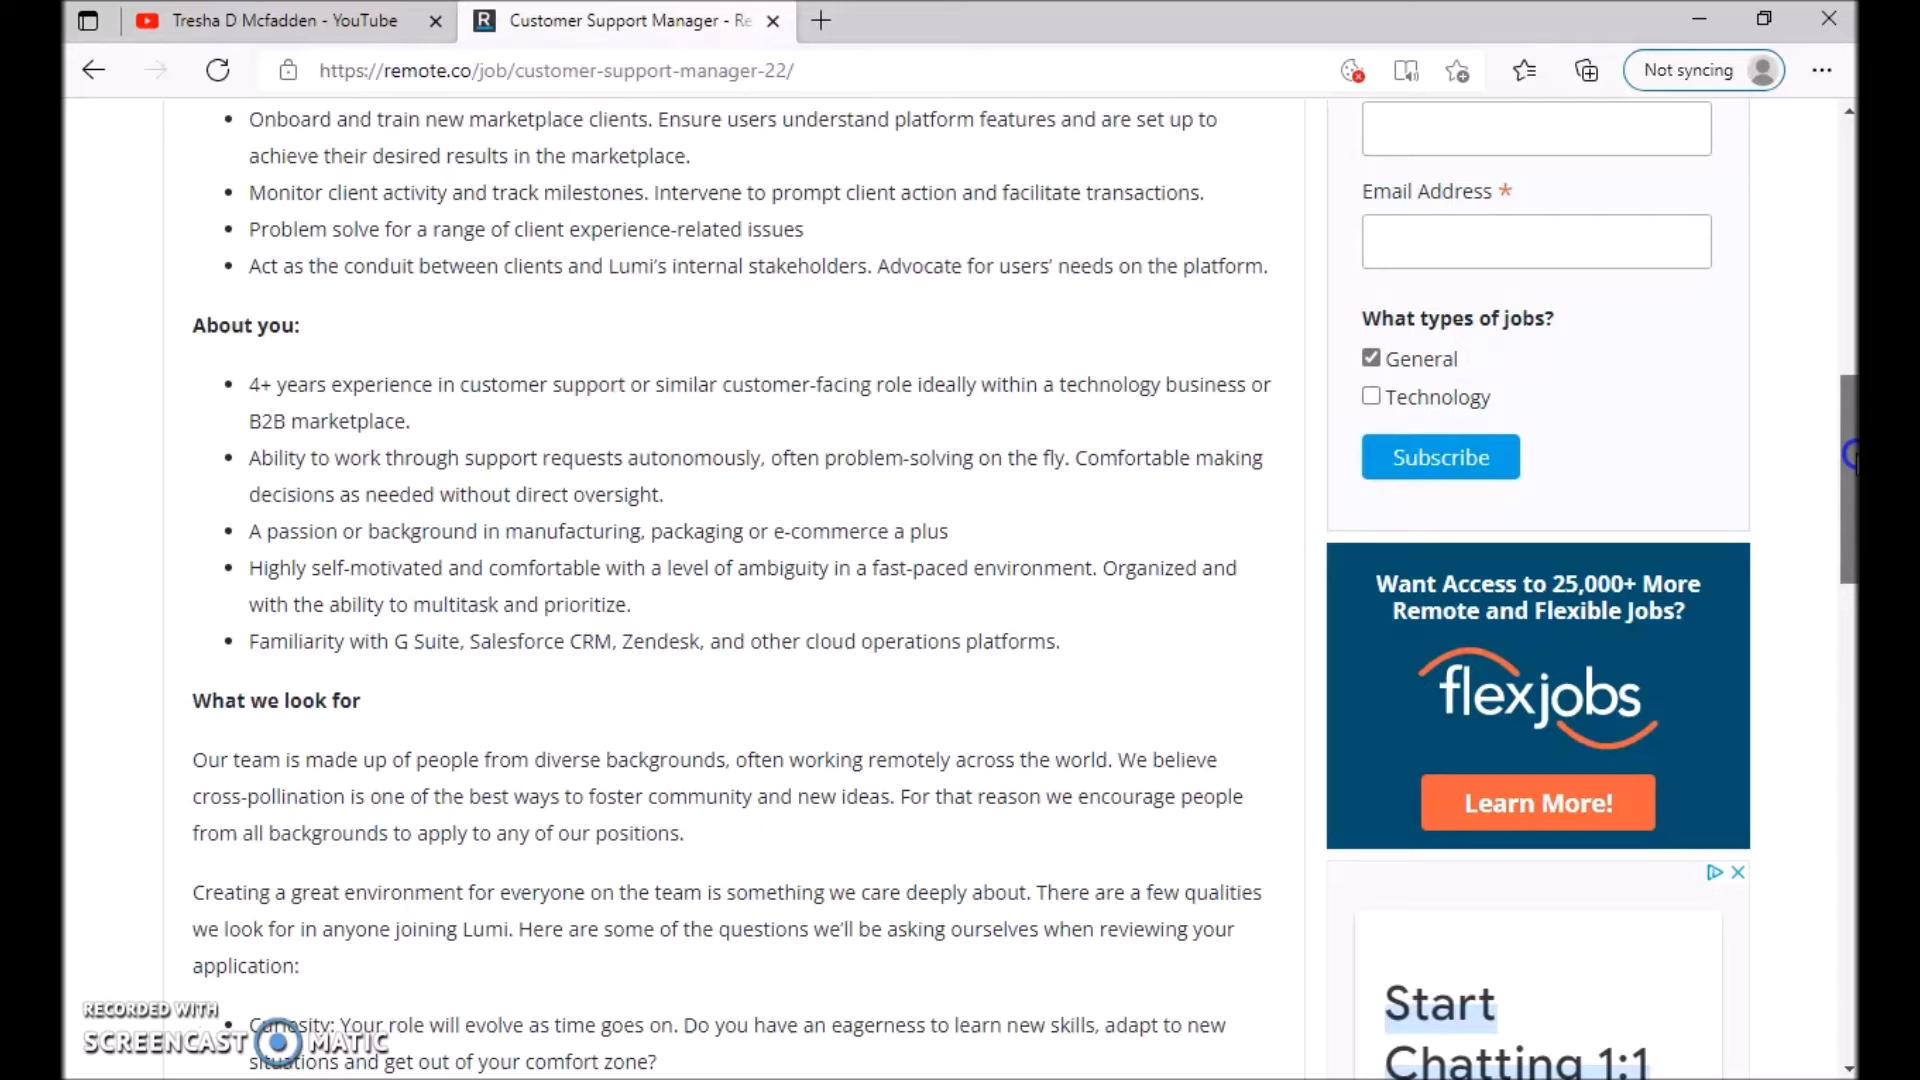 Tresha D Mcfadden - YouTube
Customer Support Manager - Re
https://remote.co/job/customer-support-manager-22/
Not syncing
• Onboard and train new marketplace clients. Ensure users understand platform features and are set up to
achieve their desired results in the marketplace.
• Monitor client activity and track milestones. Intervene to prompt client action and facilitate transactions.
• Problem solve for a range of client experience-related issues
• Act as the conduit between clients and Lumi's internal stakeholders. Advocate for users' needs on the platform.
About you:
• 4+ years experience in customer support or similar customer-facing role ideally within a technology business or
B2B marketplace.
• Ability to work through support requests autonomously, often problem-solving on the fly. Comfortable making
decisions as needed without direct oversight.
• A passion or background in manufacturing, packaging or e-commerce a plus
• Highly self-motivated and comfortable with a level of ambiguity in a fast-paced environment. Organized and
with the ability to multitask and prioritize.
• Familiarity with G Suite, Salesforce CRM, Zendesk, and other cloud operations platforms.
What we look for
Our team is made up of people from diverse backgrounds, often working remotely across the world. We believe
cross-pollination is one of the best ways to foster community and new ideas. For that reason we encourage people
from all backgrounds to apply to any of our positions.
Creating a great environment for everyone on the team is something we care deeply about. There are a few qualities
we look for in anyone joining Lumi. Here are some of the questions we'll be asking ourselves when reviewing your
application:
• Curiosity: Your role will evolve as time goes on. Do you have an eagerness to learn new skills, adapt to new
situations and get out of your comfort zone?
Email Address *
What types of jobs?
General
Technology
Subscribe
Want Access to 25,000+ More
Remote and Flexible Jobs?
flexjobs
Learn More!
Start
Chatting 1:1
RECORDED WITH
SCREENCAST MATIC